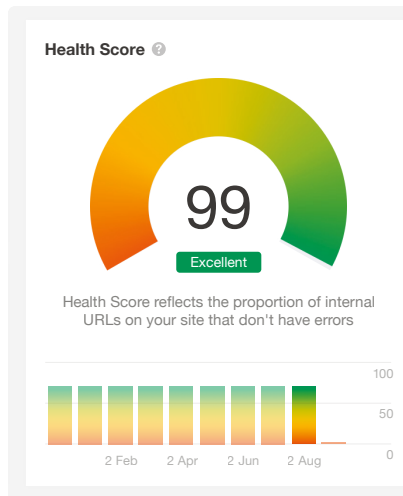 Health Score ?
99
Excellent
Health Score reflects the proportion of internal
URLs on your site that don't have errors
100
50
0
2 Feb 2 Apr 2 Jun 2 Aug